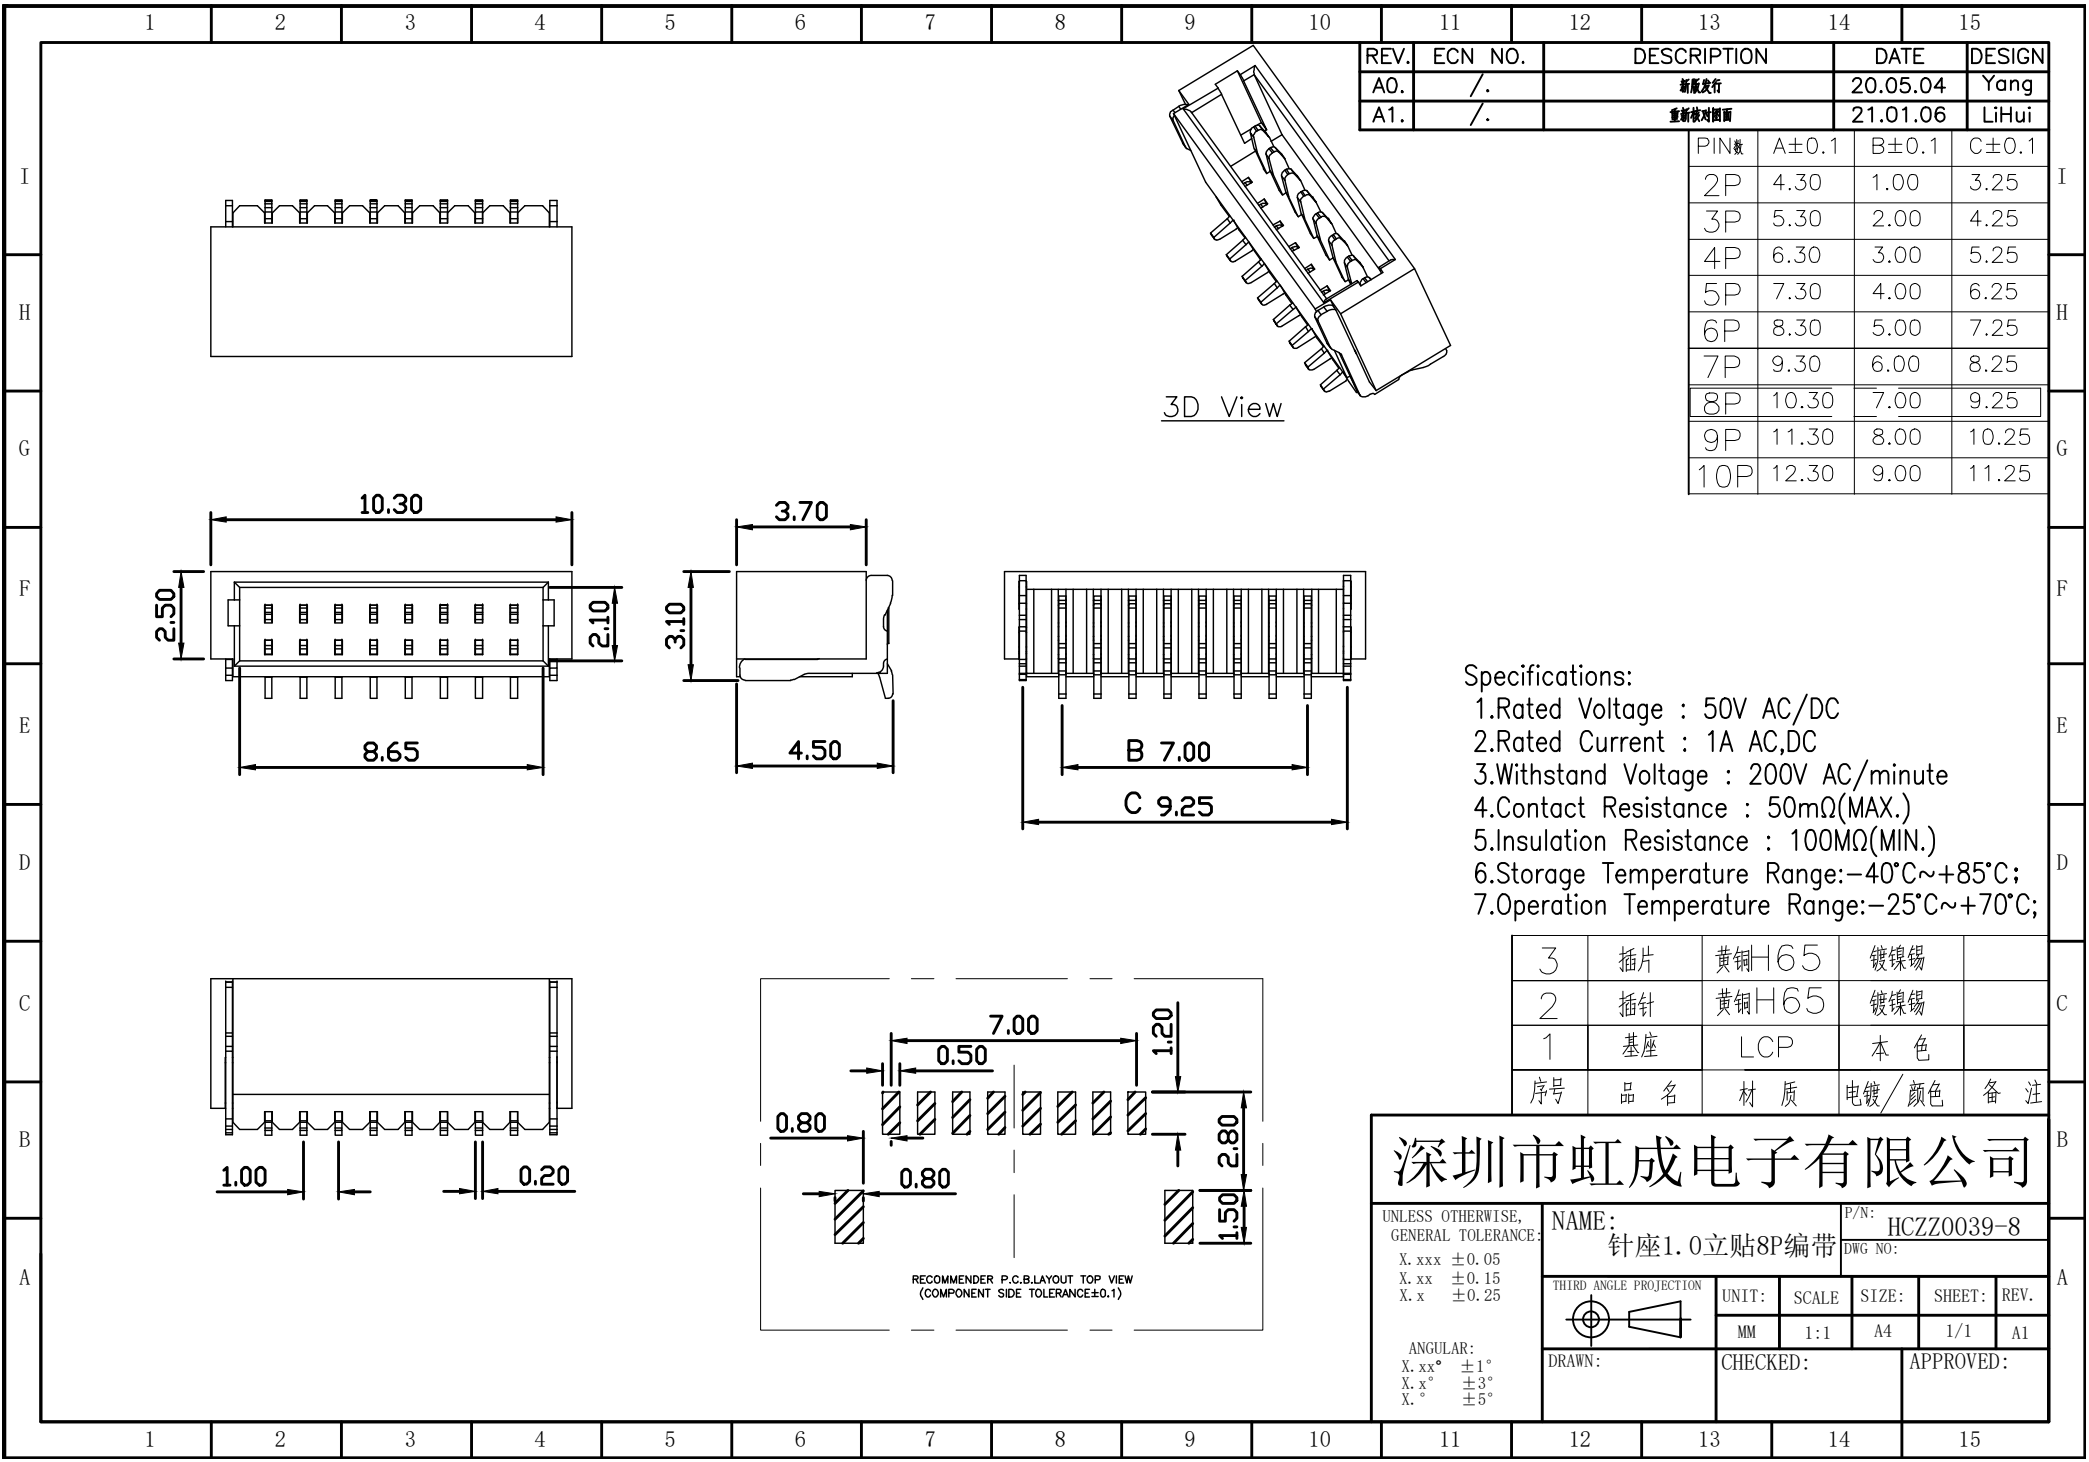 1 2 3 4 5 6 7 8 9 10 11 12 13 14 15
REV. ECN NO. DESCRIPTION DATE DESIGN
A0. /. 新版发行 20.05.04 Yang
A1. /. 重新核对图面 21.01.06 LiHui
PIN数 A±0.1 B±0.1 C±0.1
2P 4.30 1.00 3.25
3P 5.30 2.00 4.25
4P 6.30 3.00 5.25
5P 7.30 4.00 6.25
6P 8.30 5.00 7.25
7P 9.30 6.00 8.25
8P 10.30 7.00 9.25
9P 11.30 8.00 10.25
10P 12.30 9.00 11.25
I I
H H
G G
F F
E E
D D
C C
B B
A A
3D View
10.30
2.50
2.10
8.65
3.70
3.10
4.50
B 7.00
C 9.25
Specifications:
1.Rated Voltage : 50V AC/DC
2.Rated Current : 1A AC,DC
3.Withstand Voltage : 200V AC/minute
4.Contact Resistance : 50mΩ(MAX.)
5.Insulation Resistance : 100MΩ(MIN.)
6.Storage Temperature Range:-40°C~+85°C;
7.Operation Temperature Range:-25°C~+70°C;
1.00
0.20
7.00
0.50
1.20
0.80
0.80
2.80
1.50
RECOMMENDER P.C.B.LAYOUT TOP VIEW
(COMPONENT SIDE TOLERANCE±0.1)
3 插片 黄铜H65 镀镍锡
2 插针 黄铜H65 镀镍锡
1 基座 LCP 本 色
序号 品 名 材 质 电镀/颜色 备 注
深圳市虹成电子有限公司
UNLESS OTHERWISE,
GENERAL TOLERANCE:
X.xxx ±0.05
X.xx ±0.15
X.x ±0.25
ANGULAR:
X.xx° ±1°
X.x° ±3°
X.° ±5°
NAME:
针座1.0立贴8P编带
P/N: HCZZ0039-8
DWG NO:
THIRD ANGLE PROJECTION
UNIT: SCALE SIZE: SHEET: REV.
MM 1:1 A4 1/1 A1
DRAWN: CHECKED: APPROVED:
1 2 3 4 5 6 7 8 9 10 11 12 13 14 15